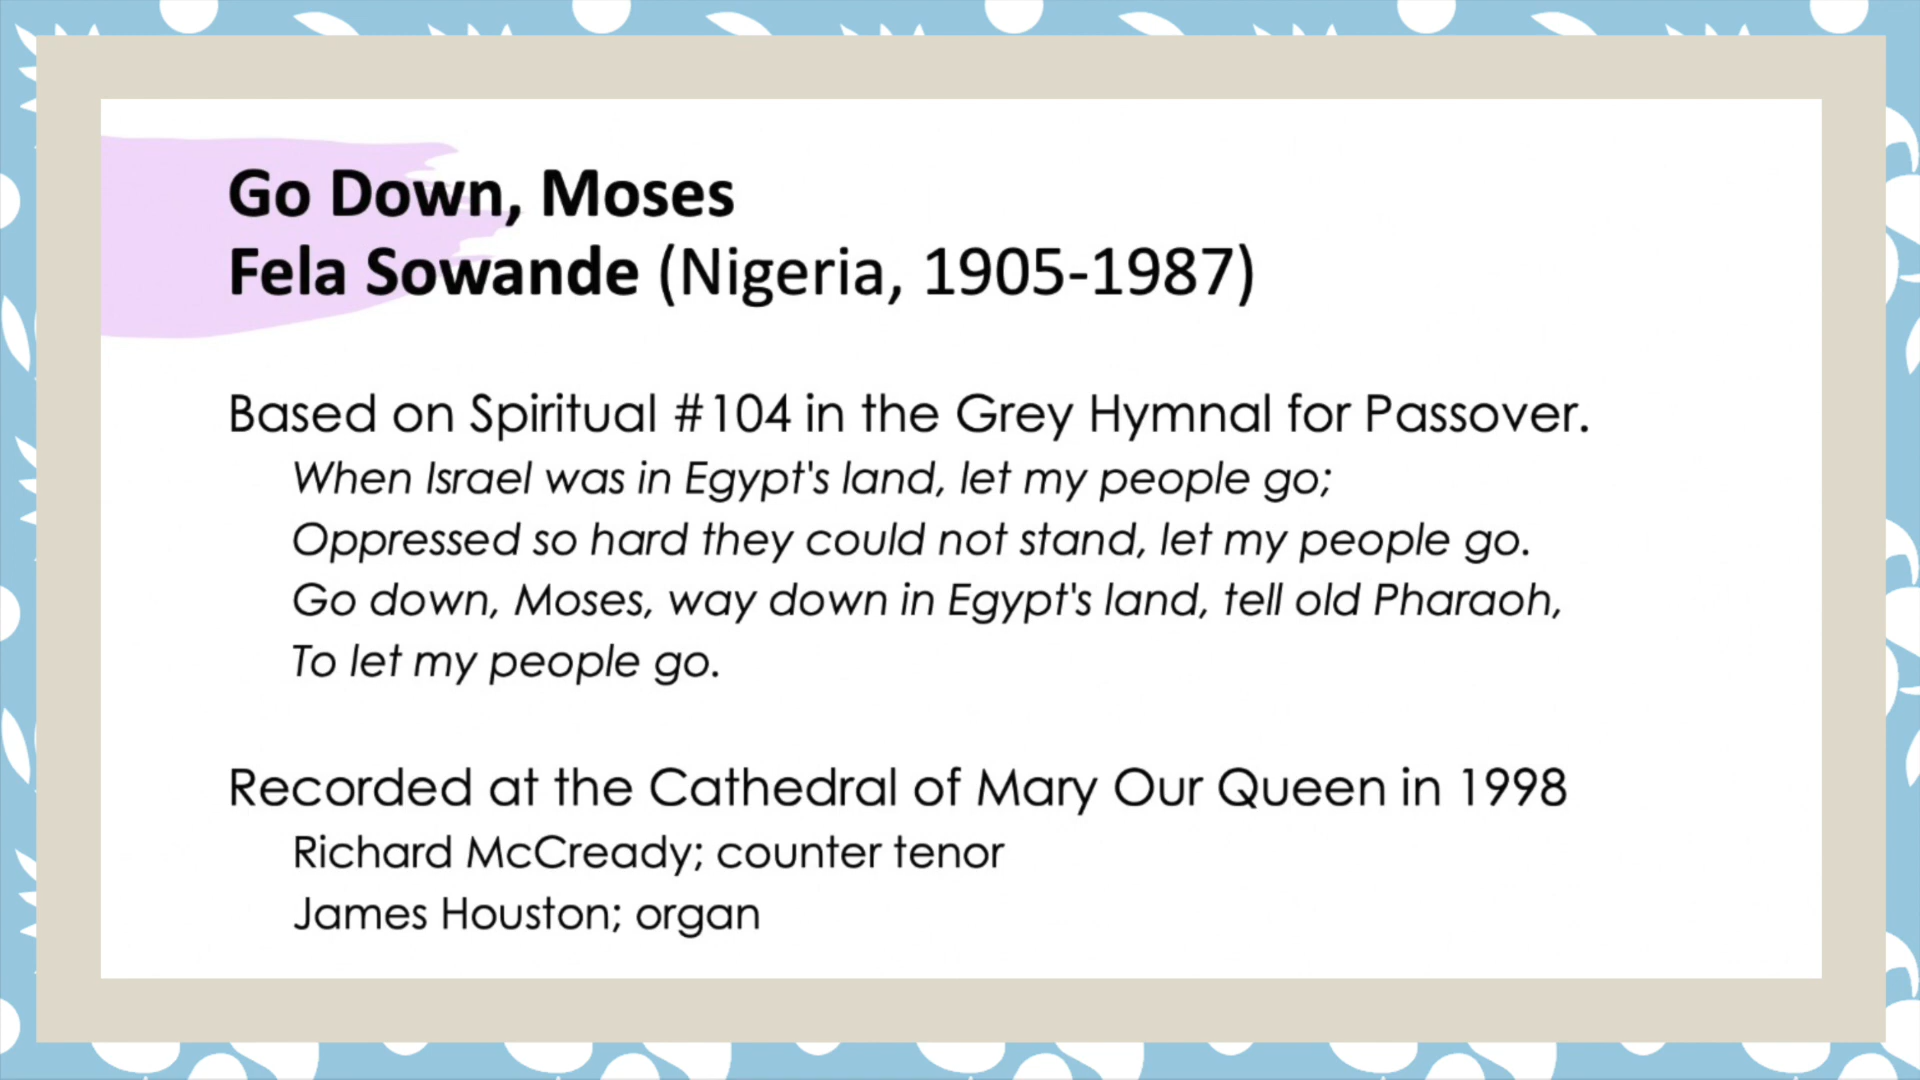 Go Down, Moses
Fela Sowande (Nigeria, 1905-1987)
Based on Spiritual #104 in the Grey Hymnal for Passover.
When Israel was in Egypt's land, let my people go;
Oppressed so hard they could not stand, let my people go.
Go down, Moses, way down in Egypt's land, tell old Pharaoh,
To let my people go.
Recorded at the Cathedral of Mary Our Queen in 1998
Richard McCready; counter tenor
James Houston; organ